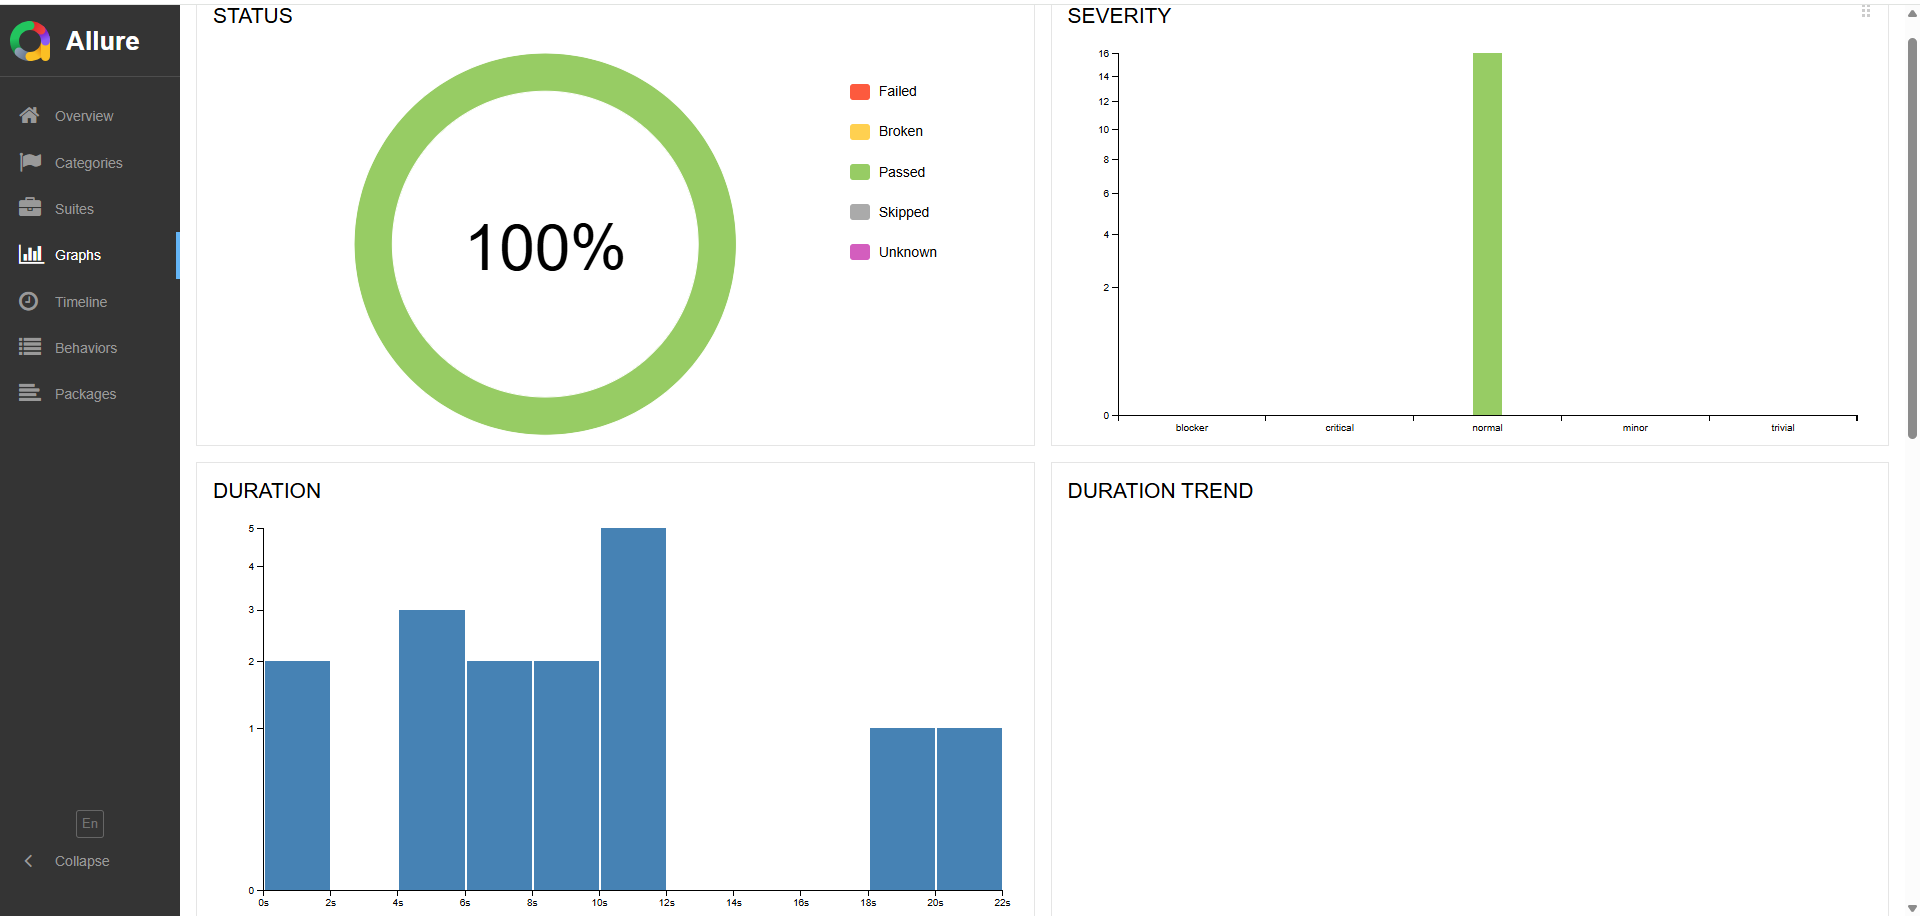 Allure
Overview
Categories
Suites
Graphs
Timeline
Behaviors
Packages
En
Collapse
STATUS
100%
Failed
Broken
Passed
Skipped
Unknown
SEVERITY
16
14
12
10
8
6
4
2
0
blocker critical normal minor trivial
DURATION
5
4
3
2
1
0
0s 2s 4s 6s 8s 10s 12s 14s 16s 18s 20s 22s
DURATION TREND